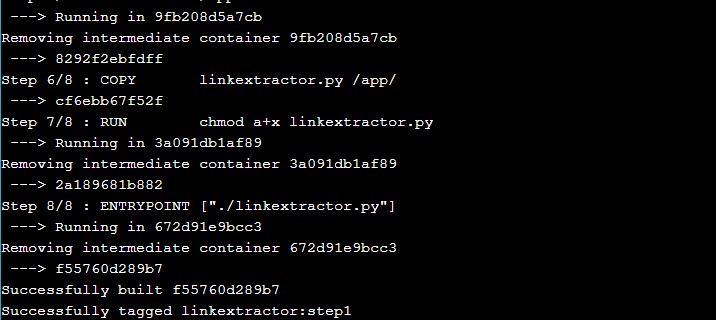 ---> Running in 9fb208d5a7cb
Removing intermediate container 9fb208d5a7cb
---> 8292f2ebfdff
Step 6/8 : COPY       linkextractor.py /app/
---> cf6ebb67f52f
Step 7/8 : RUN        chmod a+x linkextractor.py
---> Running in 3a091db1af89
Removing intermediate container 3a091db1af89
---> 2a189681b882
Step 8/8 : ENTRYPOINT ["./linkextractor.py"]
---> Running in 672d91e9bcc3
Removing intermediate container 672d91e9bcc3
---> f55760d289b7
Successfully built f55760d289b7
Successfully tagged linkextractor:step1